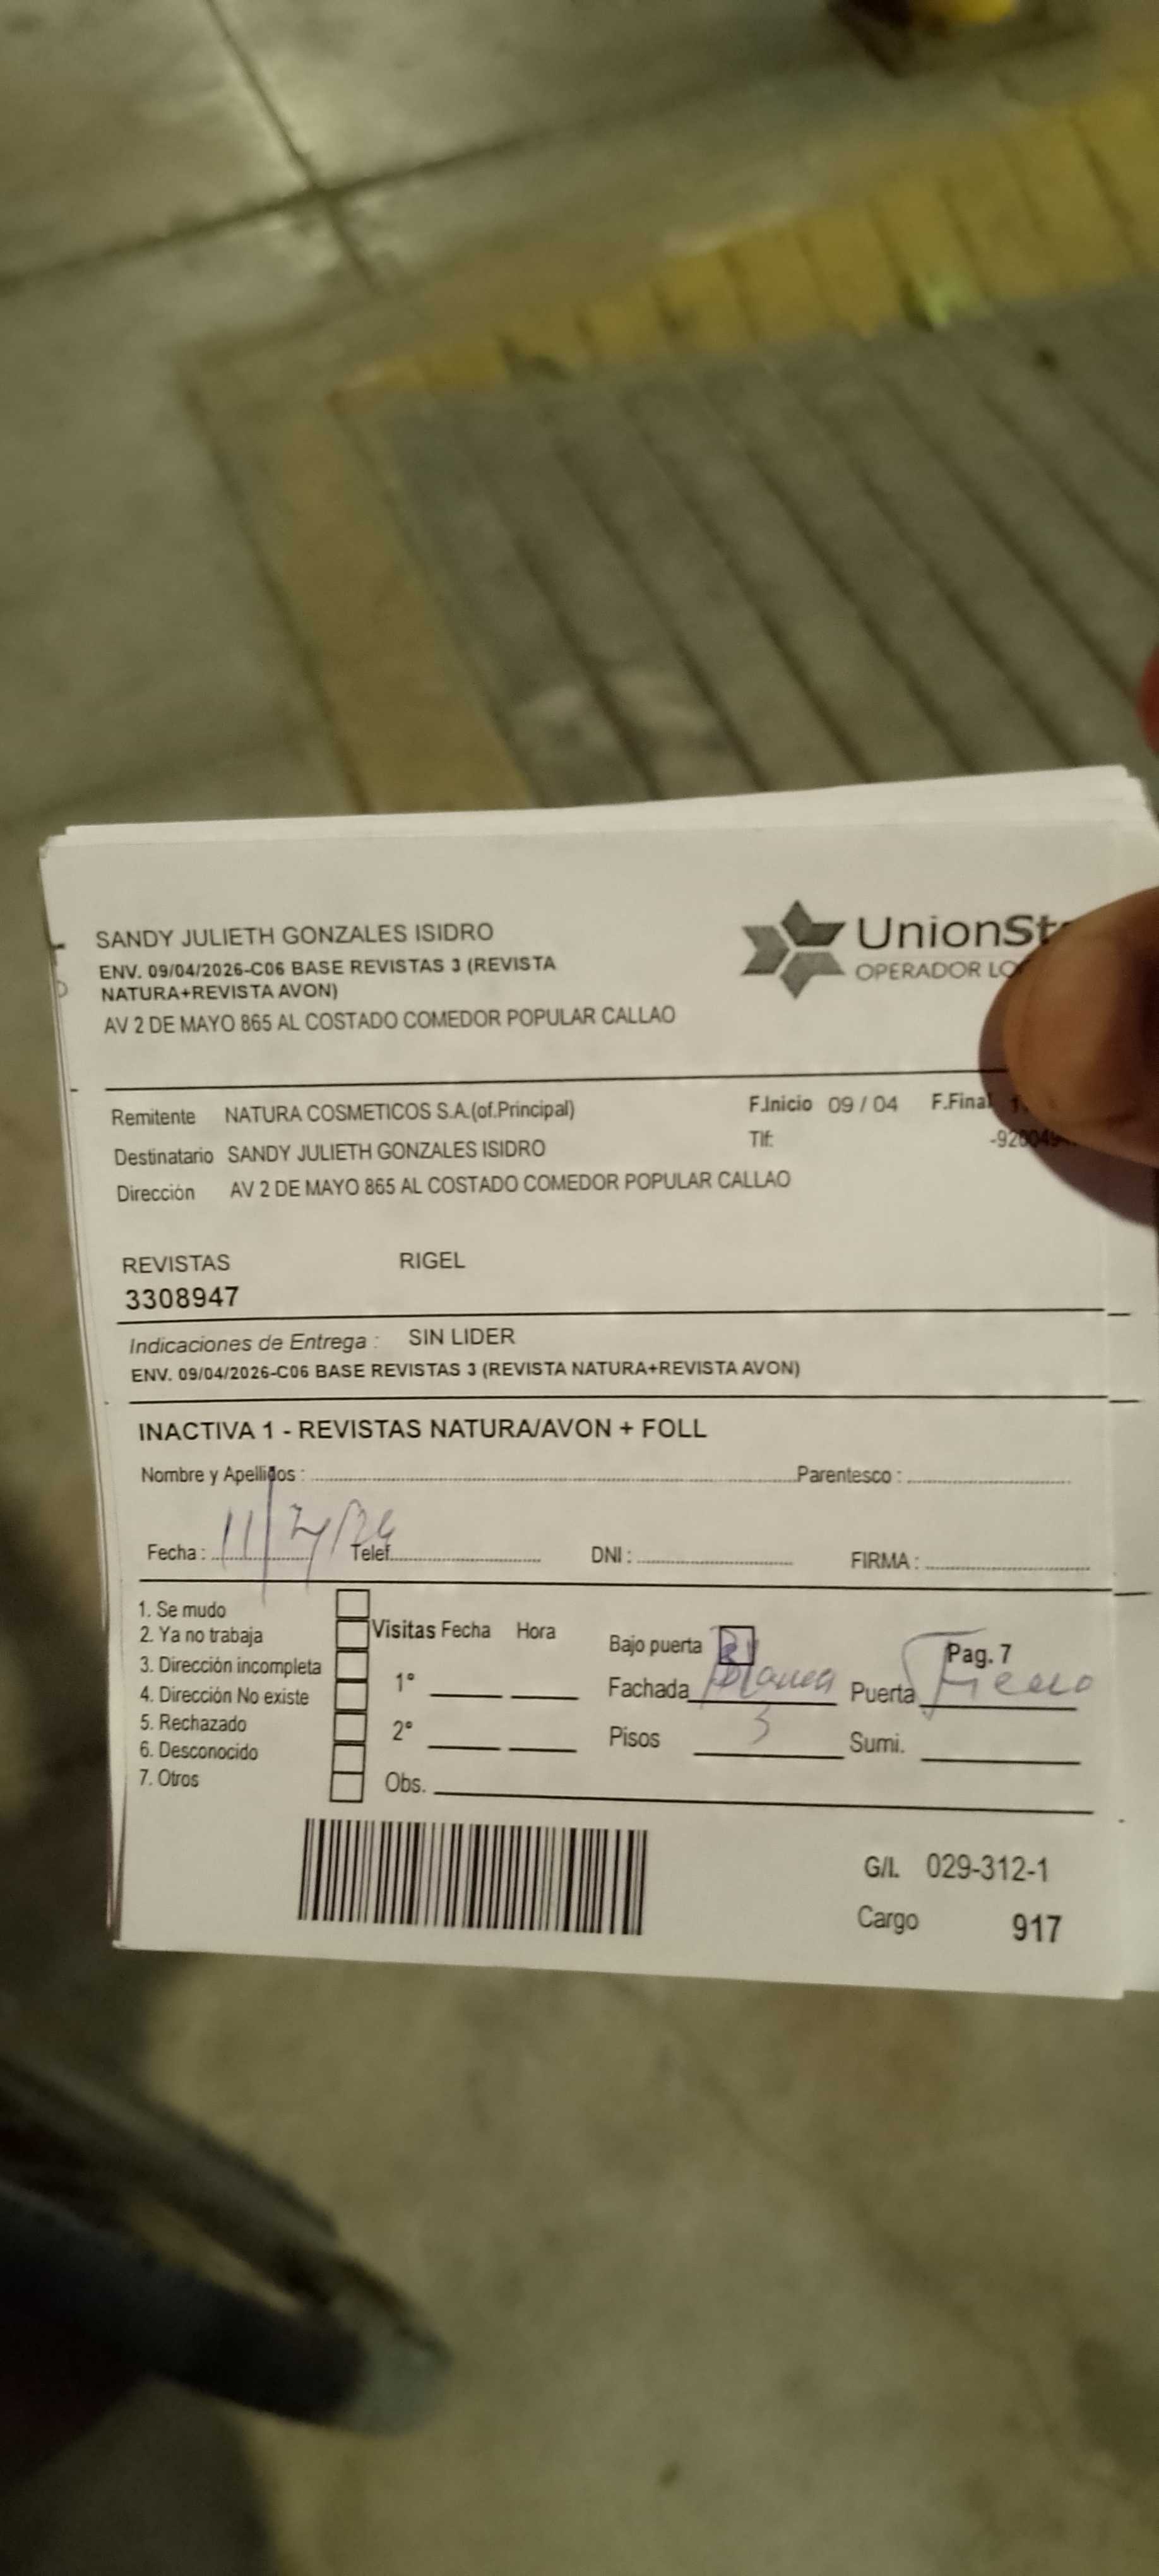 SANDY JULIETH GONZALES ISIDRO
ENV. 09/04/2026-C06 BASE REVISTAS 3 (REVISTA
NATURA+REVISTA AVON)
AV 2 DE MAYO 865 AL COSTADO COMEDOR POPULAR CALLAO
UnionSt
OPERADOR LO
Remitente NATURA COSMETICOS S.A.(of.Principal) F.Inicio 09 / 04 F.Final
Destinatario SANDY JULIETH GONZALES ISIDRO Tlf:
Dirección AV 2 DE MAYO 865 AL COSTADO COMEDOR POPULAR CALLAO
REVISTAS RIGEL
3308947
Indicaciones de Entrega : SIN LIDER
ENV. 09/04/2026-C06 BASE REVISTAS 3 (REVISTA NATURA+REVISTA AVON)
INACTIVA 1 - REVISTAS NATURA/AVON + FOLL
Nombre y Apellidos : Parentesco :
Fecha : Telef. DNI : FIRMA :
1. Se mudo
2. Ya no trabaja
3. Dirección incompleta
4. Dirección No existe
5. Rechazado
6. Desconocido
7. Otros
Visitas Fecha Hora
1°
2°
Obs.
Bajo puerta Pag. 7
Fachada Blanca Puerta Fierro
Pisos 3 Sumi.
G/I. 029-312-1
Cargo 917